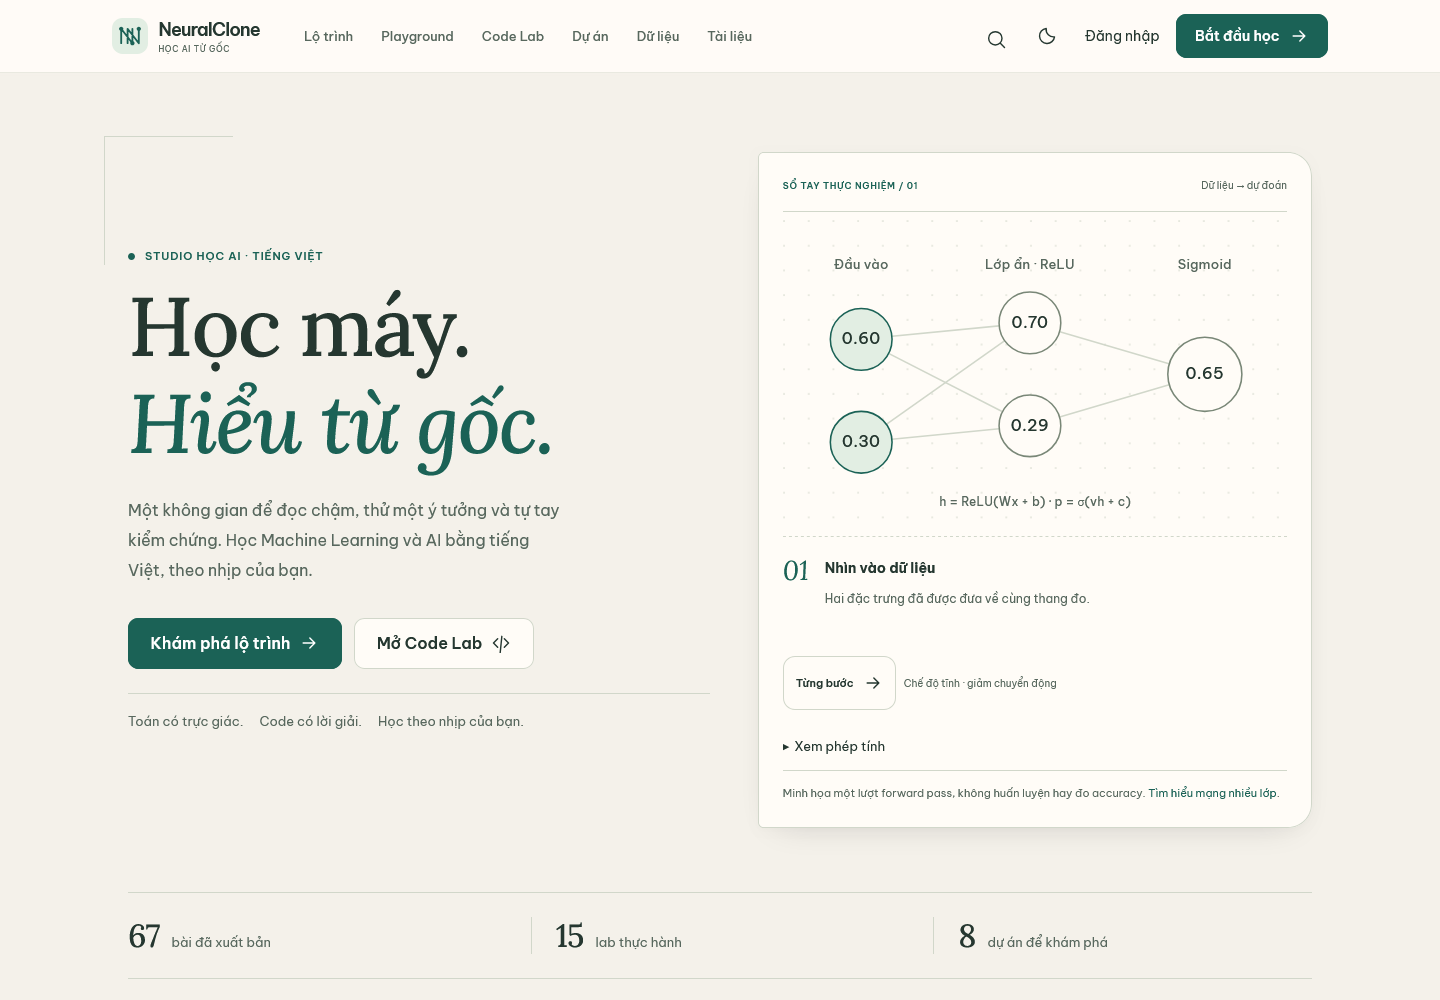 NeuralClone
HỌC AI TỪ GỐC
Lộ trình
Playground
Code Lab
Dự án
Dữ liệu
Tài liệu
Đăng nhập
Bắt đầu học
STUDIO HỌC AI · TIẾNG VIỆT
Học máy.
Hiểu từ gốc.
Một không gian để đọc chậm, thử một ý tưởng và tự tay
kiểm chứng. Học Machine Learning và AI bằng tiếng
Việt, theo nhịp của bạn.
Khám phá lộ trình →
Mở Code Lab </>
Toán có trực giác. Code có lời giải. Học theo nhịp của bạn.
SỔ TAY THỰC NGHIỆM / 01
Dữ liệu → dự đoán
Đầu vào
Lớp ẩn · ReLU
Sigmoid
0.60
0.70
0.65
0.30
0.29
h = ReLU(Wx + b) · p = σ(vh + c)
01 Nhìn vào dữ liệu
Hai đặc trưng đã được đưa về cùng thang đo.
Từng bước →
Chế độ tĩnh · giảm chuyển động
▸ Xem phép tính
Minh họa một lượt forward pass, không huấn luyện hay đo accuracy. Tìm hiểu mạng nhiều lớp.
67 bài đã xuất bản
15 lab thực hành
8 dự án để khám phá